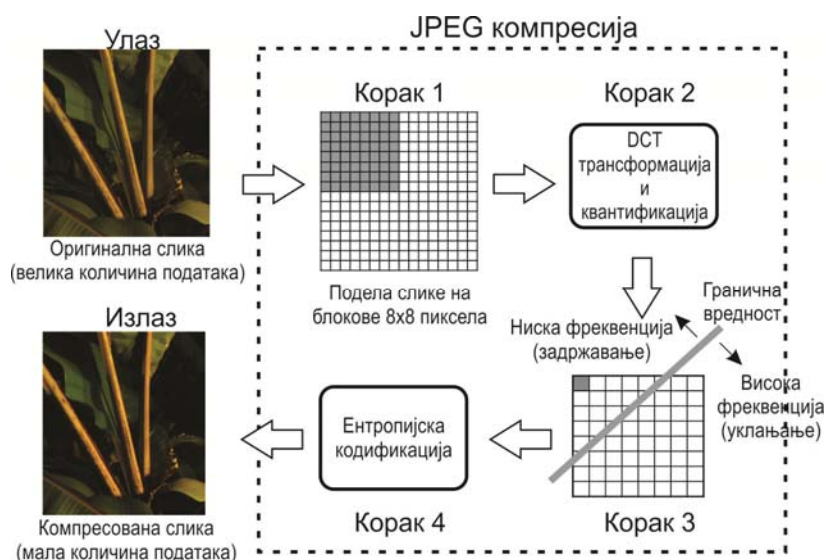 JPEG компресија
Улаз
Оригинална слика
(велика количина података)
Корак 1
Подела слике на
блокове 8x8 пиксела
Корак 2
DCT
трансформација
и
квантификација
Гранична
вредност
Ниска фреквенција
(задржавање)
Висока
фреквенција
(уклањање)
Корак 3
Ентропијска
кодификација
Корак 4
Излаз
Компресована слика
(мала количина података)